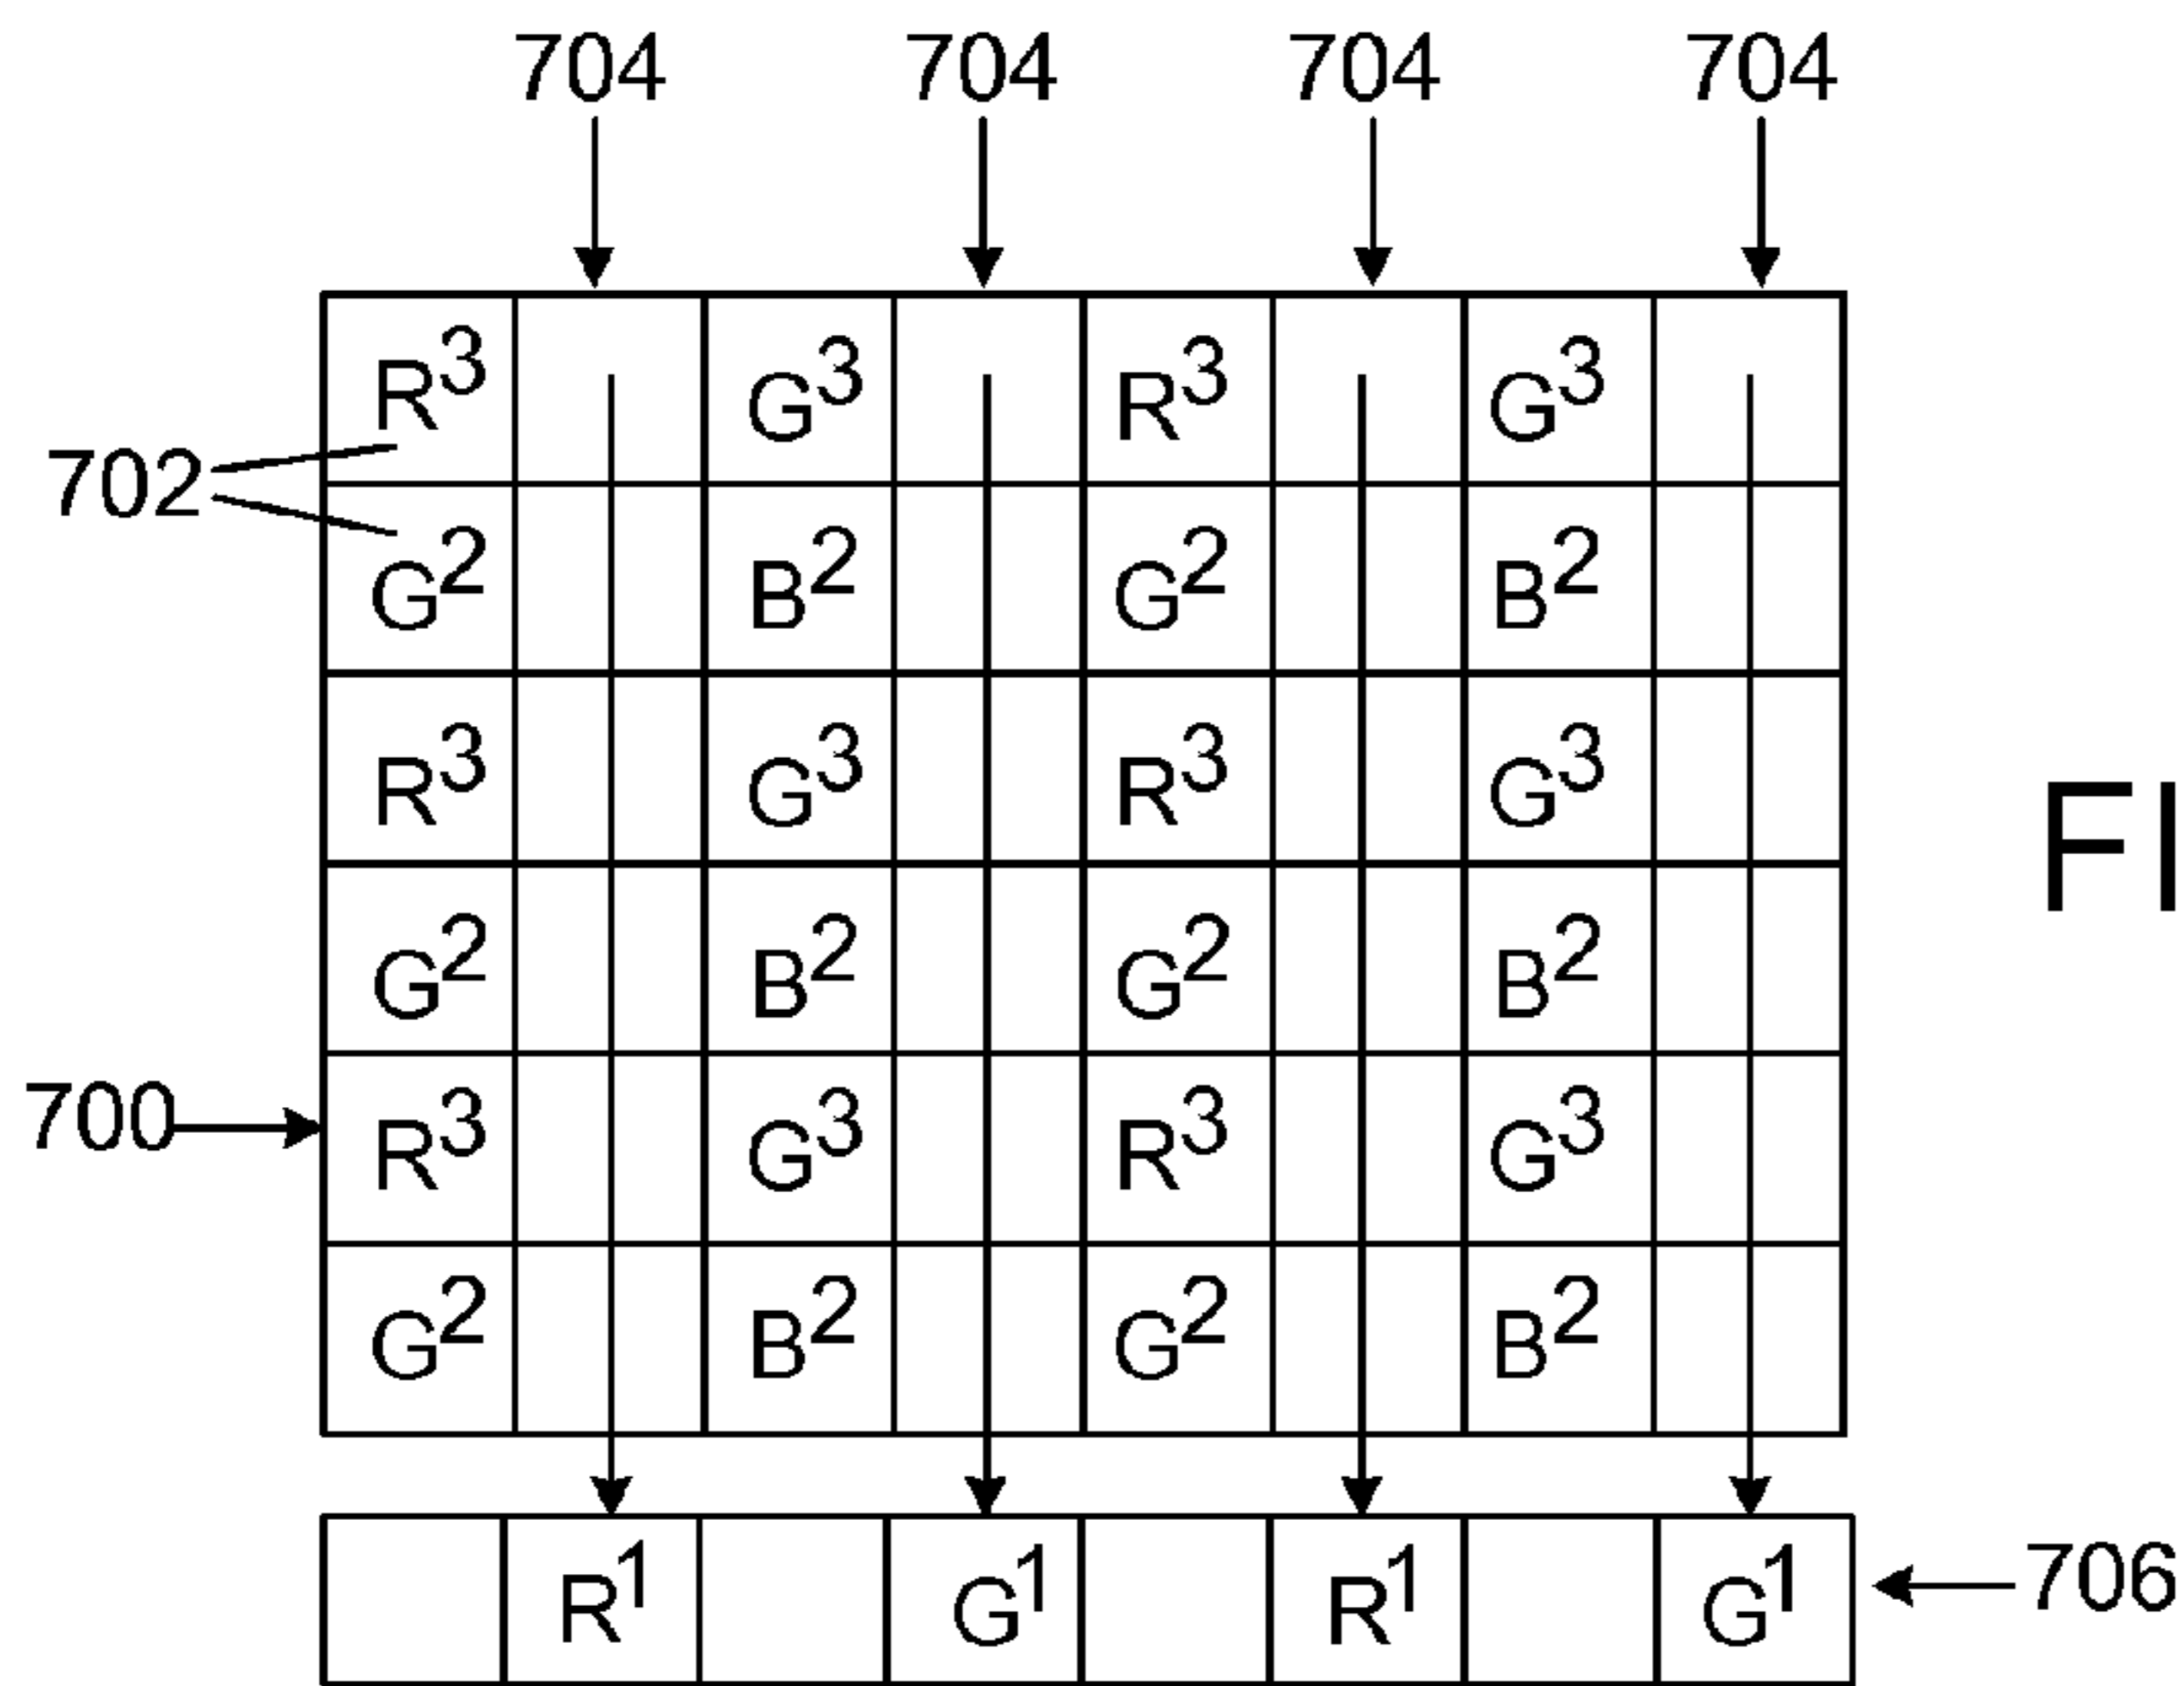 704 704 704 704
R³ G³ R³ G³
702
G² B² G² B²
R³ G³ R³ G³
FI
G² B² G² B²
700 R³ G³ R³ G³
G² B² G² B²
R¹ G¹ R¹ G¹ 706